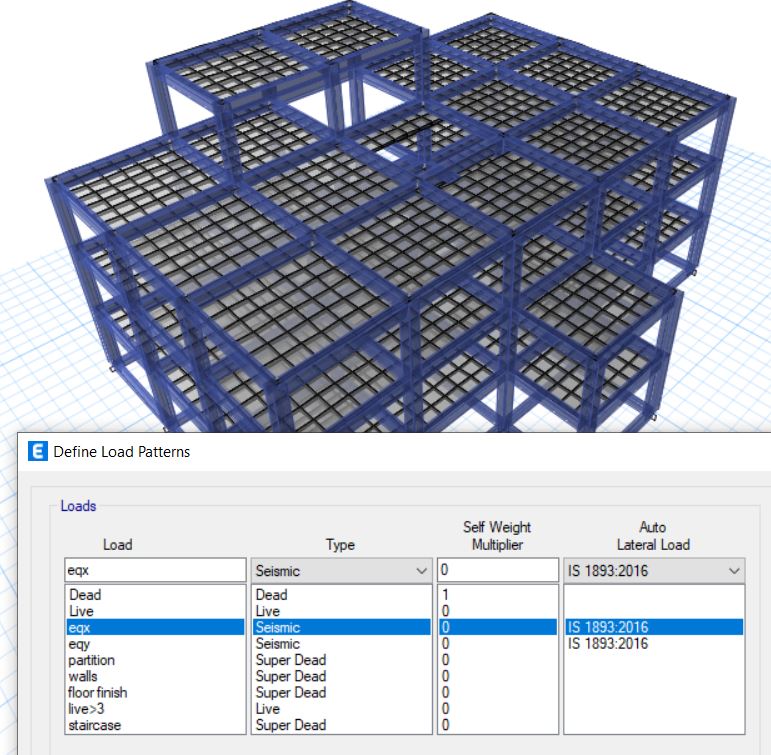 E Define Load Patterns
Loads
Load Type Self Weight Multiplier Auto Lateral Load
eqx Seismic 0 IS 1893:2016
Dead Dead 1
Live Live 0
eqx Seismic 0 IS 1893:2016
eqy Seismic 0 IS 1893:2016
partition Super Dead 0
walls Super Dead 0
floor finish Super Dead 0
live>3 Live 0
staircase Super Dead 0